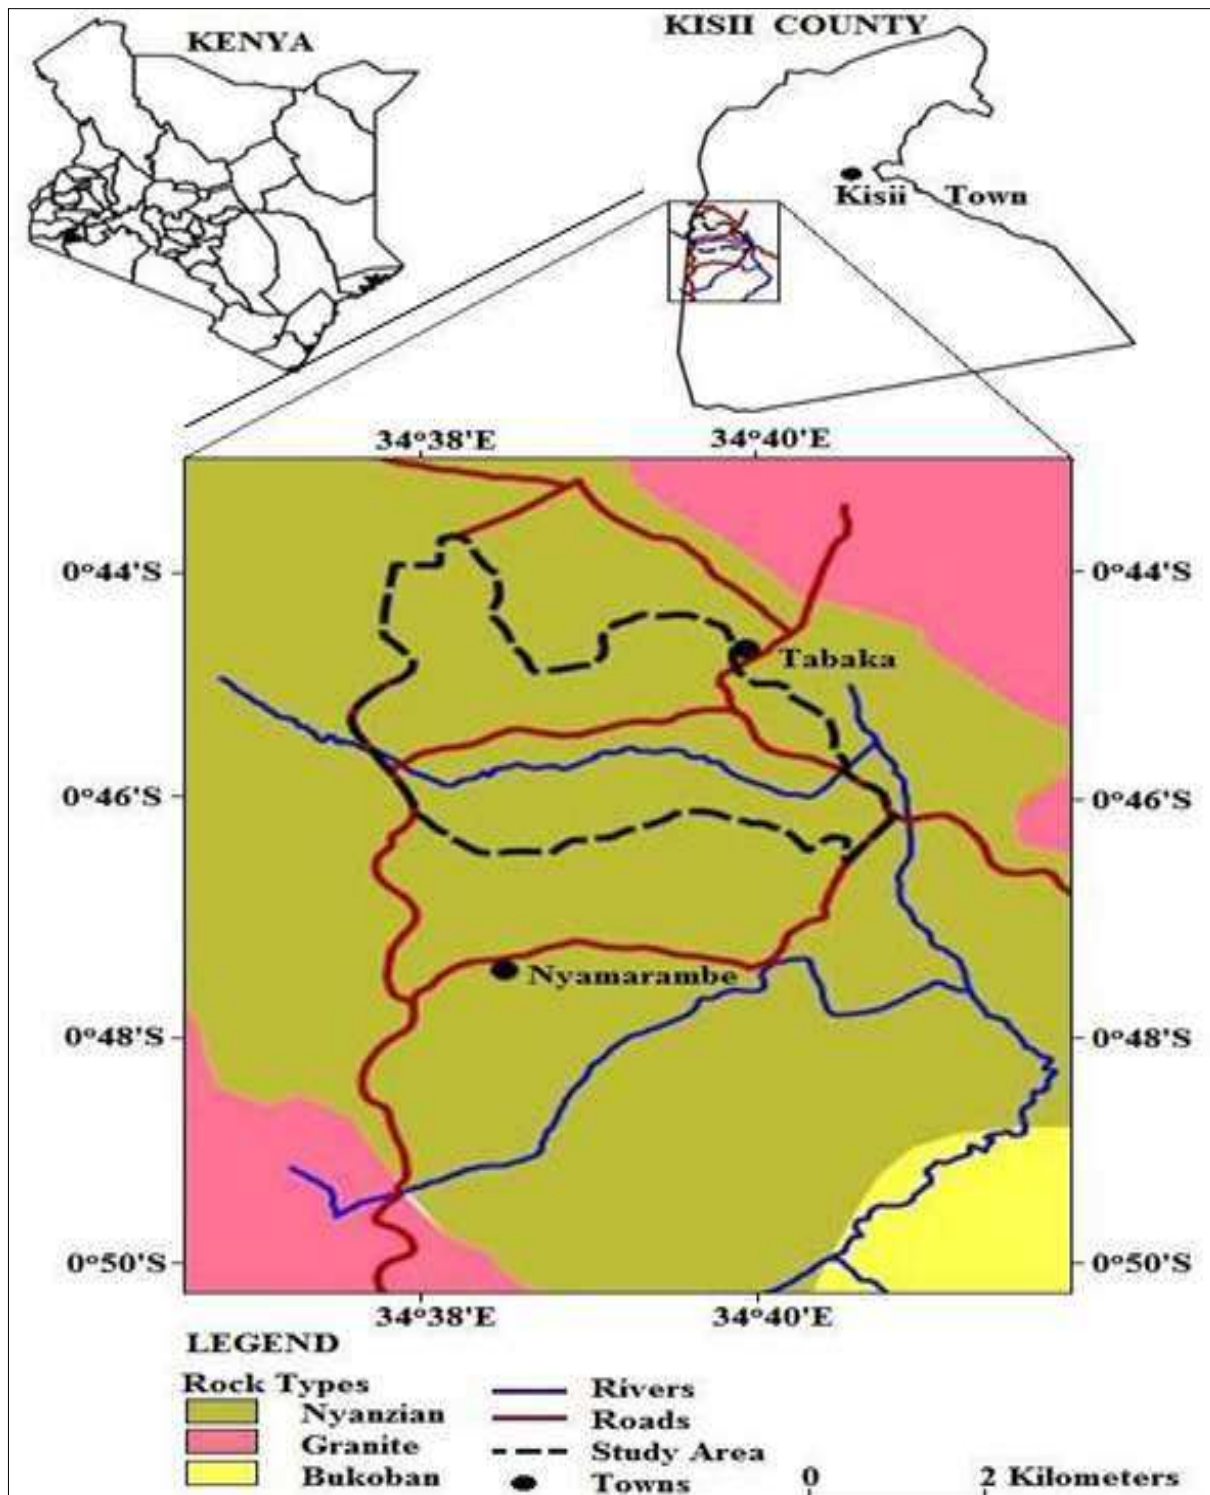 KENYA
KISII COUNTY
Kisii Town
34°38'E 34°40'E
0°44'S 0°44'S
Tabaka
0°46'S 0°46'S
Nyamarambe
0°48'S 0°48'S
0°50'S 0°50'S
34°38'E 34°40'E
LEGEND
Rock Types
Nyanzian
Granite
Bukoban
Rivers
Roads
Study Area
Towns
0 2 Kilometers